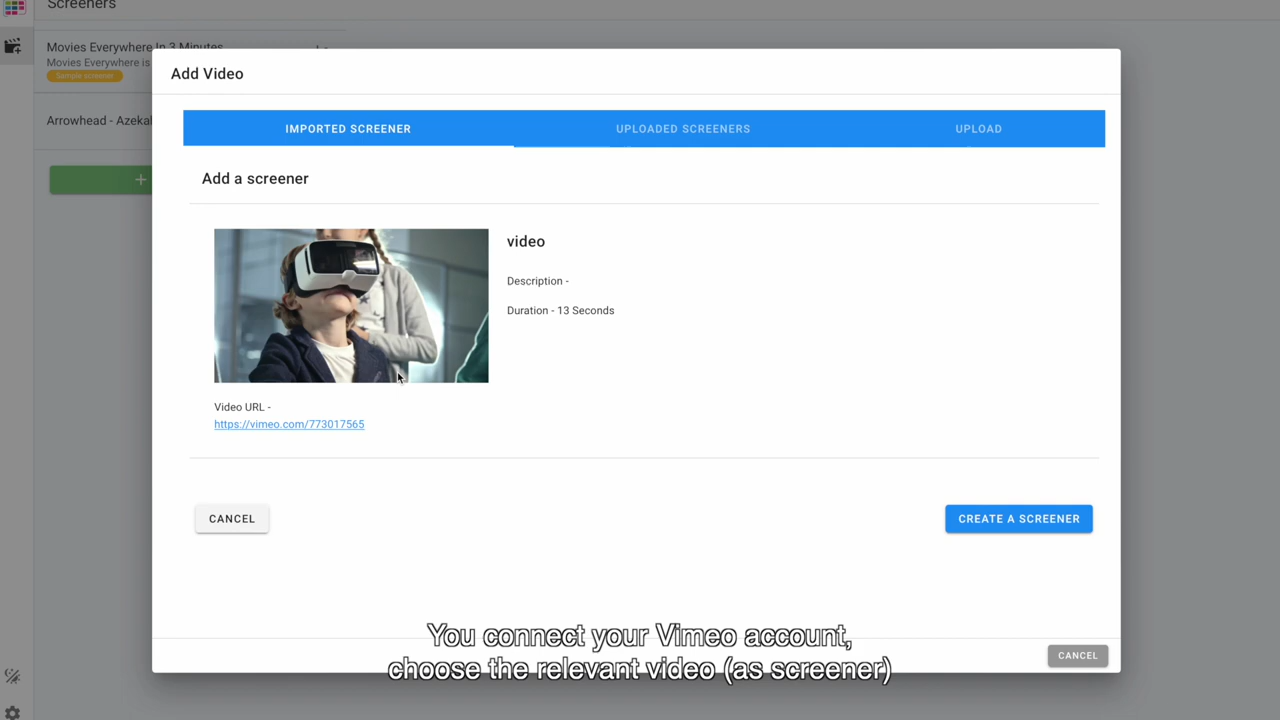 Screeners
Movies Everywhere In 3 Minutes
Movies Everywhere is
Sample screener
Arrowhead - Azekal
+
Add Video
IMPORTED SCREENER
UPLOADED SCREENERS
UPLOAD
Add a screener
video
Description -
Duration - 13 Seconds
Video URL -
https://vimeo.com/773017565
CANCEL
CREATE A SCREENER
You connect your Vimeo account,
choose the relevant video (as screener)
CANCEL